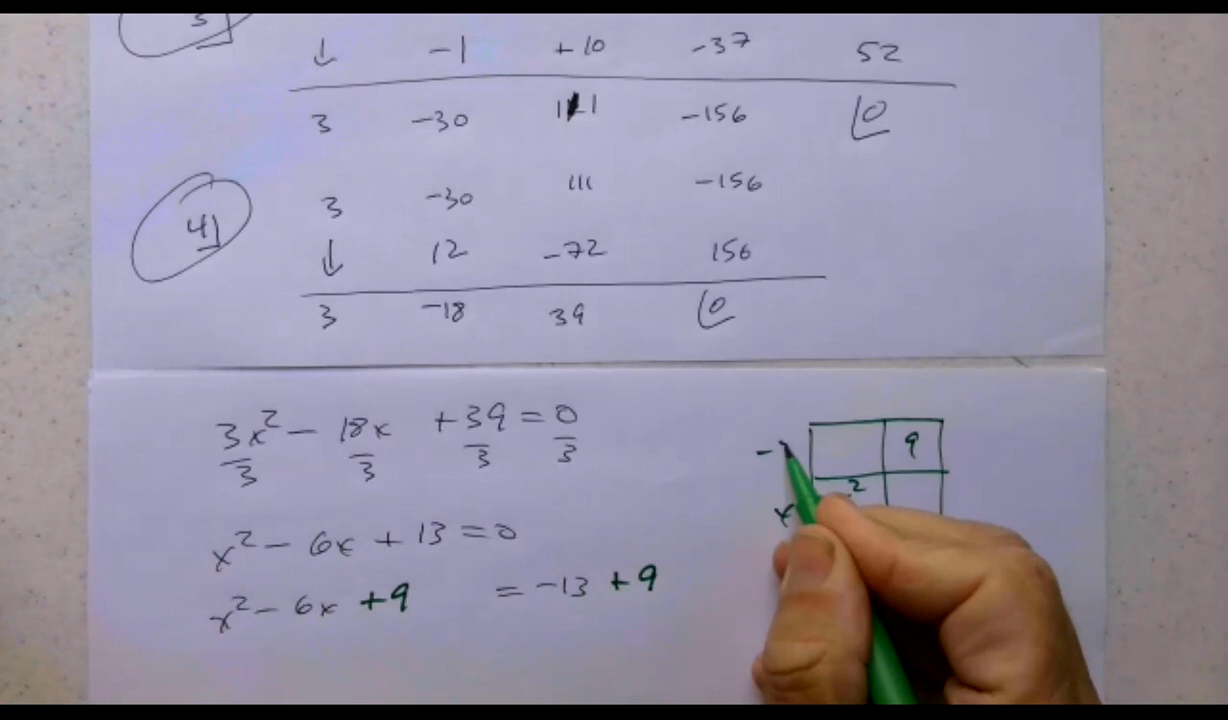 ↓ -1 +10 -37 52
3 -30 111 -156 0
4 3 -30 111 -156
↓ 12 -72 156
3 -18 39 0
3x² - 18x + 39 = 0
3 3 3 3
x² - 6x + 13 = 0
x² - 6x + 9 = -13 + 9
9
-
x ²